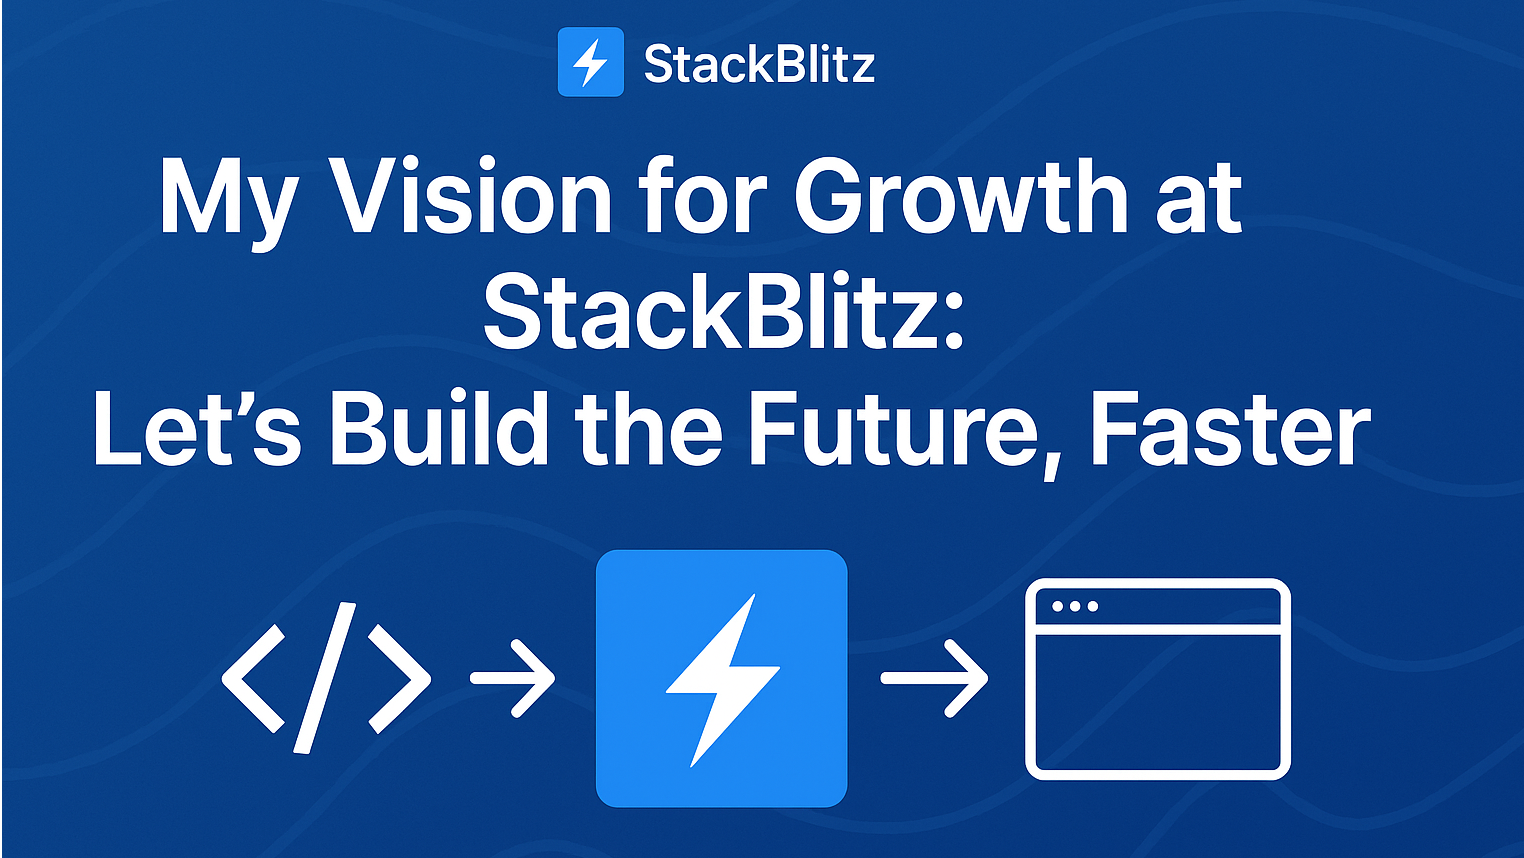 StackBlitz
My Vision for Growth at
StackBlitz:
Let’s Build the Future, Faster
</>